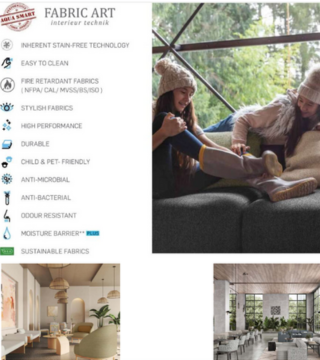 AQUA SMART
FABRIC ART
interieur technik
INHERENT STAIN-FREE TECHNOLOGY
EASY TO CLEAN
FIRE RETARDANT FABRICS
( NFPA/ CAL/ MVSS/BS/ISO )
STYLISH FABRICS
HIGH PERFORMANCE
DURABLE
CHILD & PET- FRIENDLY
ANTI-MICROBIAL
ANTI-BACTERIAL
ODOUR RESISTANT
MOISTURE BARRIER** PLUS
SUSTAINABLE FABRICS